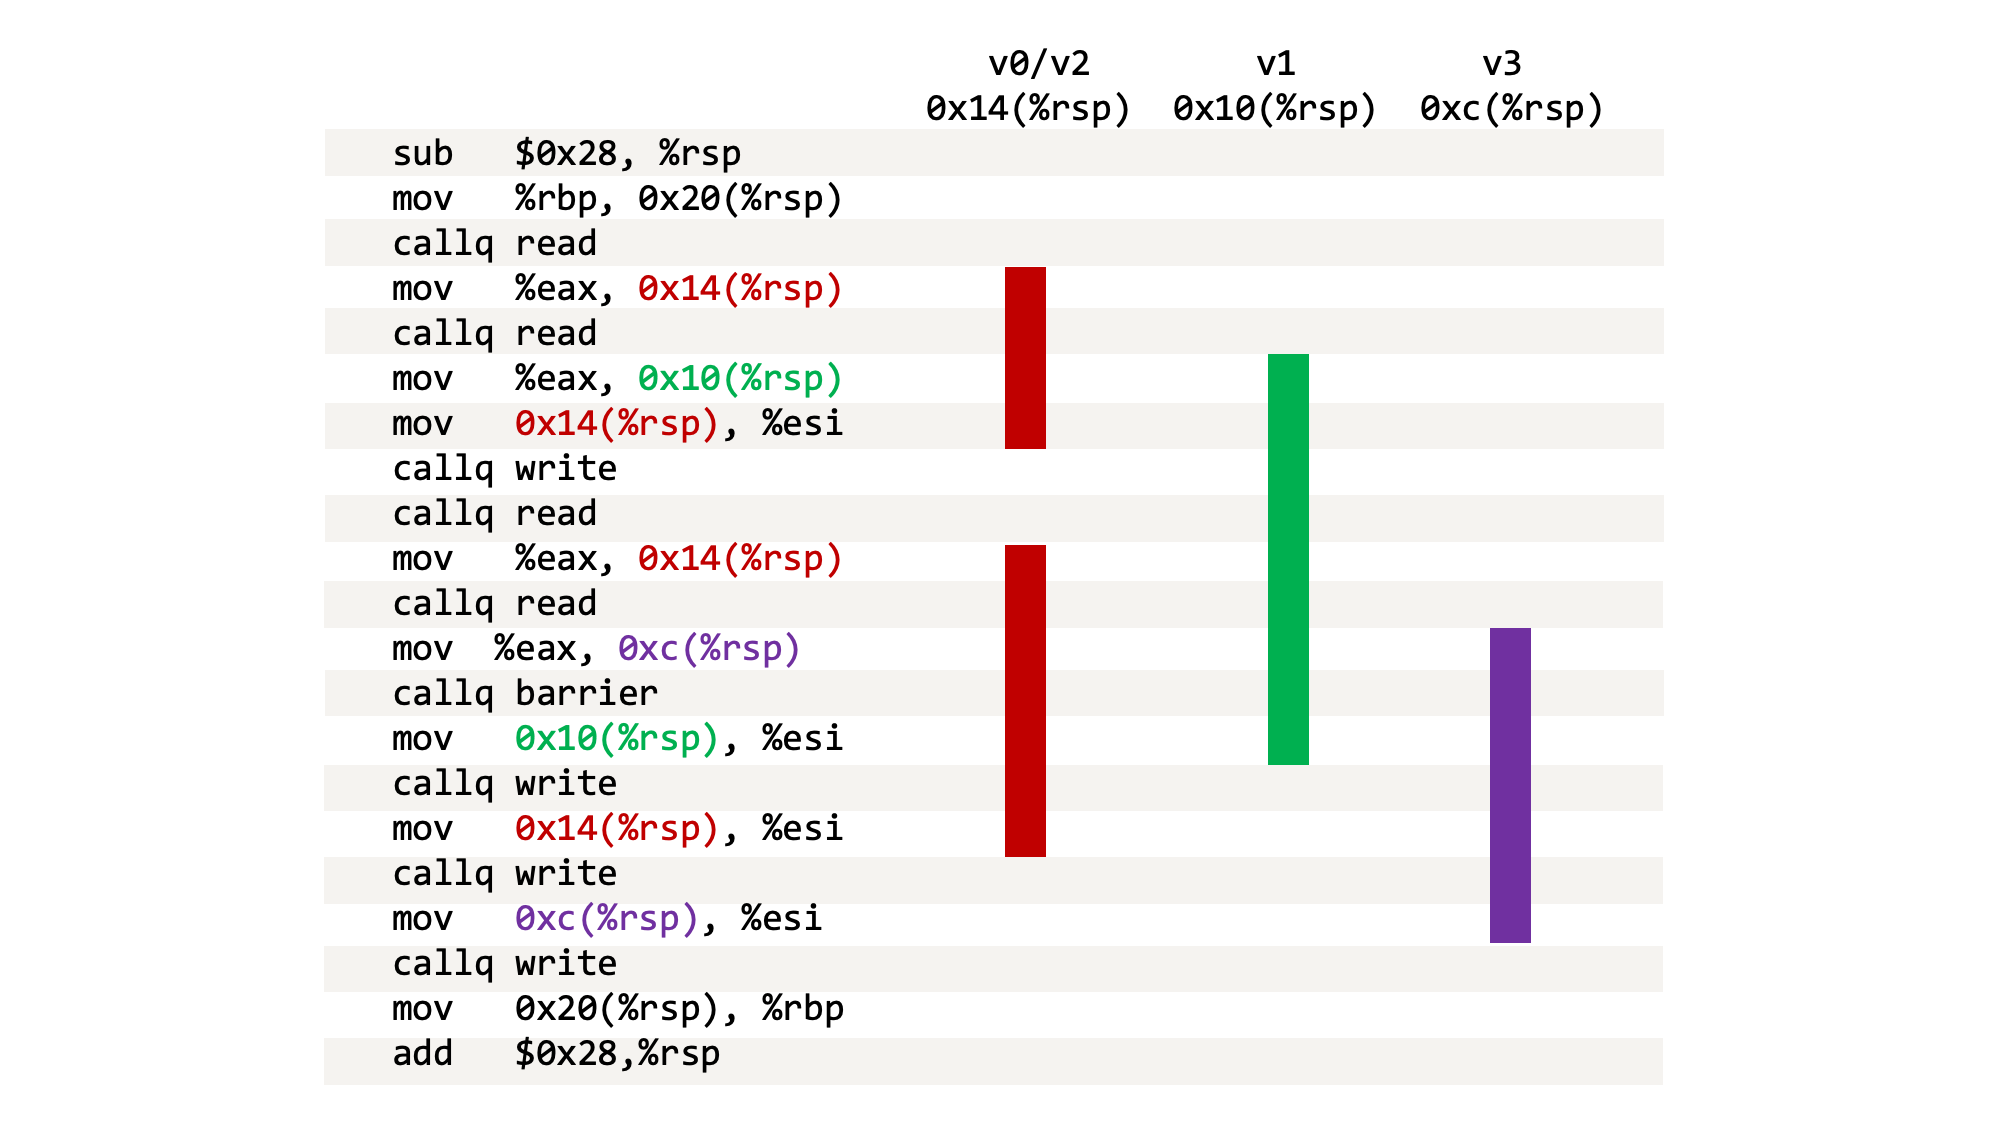 v0/v2 v1 v3
0x14(%rsp) 0x10(%rsp) 0xc(%rsp)
sub $0x28, %rsp
mov %rbp, 0x20(%rsp)
callq read
mov %eax, 0x14(%rsp)
callq read
mov %eax, 0x10(%rsp)
mov 0x14(%rsp), %esi
callq write
callq read
mov %eax, 0x14(%rsp)
callq read
mov %eax, 0xc(%rsp)
callq barrier
mov 0x10(%rsp), %esi
callq write
mov 0x14(%rsp), %esi
callq write
mov 0xc(%rsp), %esi
callq write
mov 0x20(%rsp), %rbp
add $0x28,%rsp